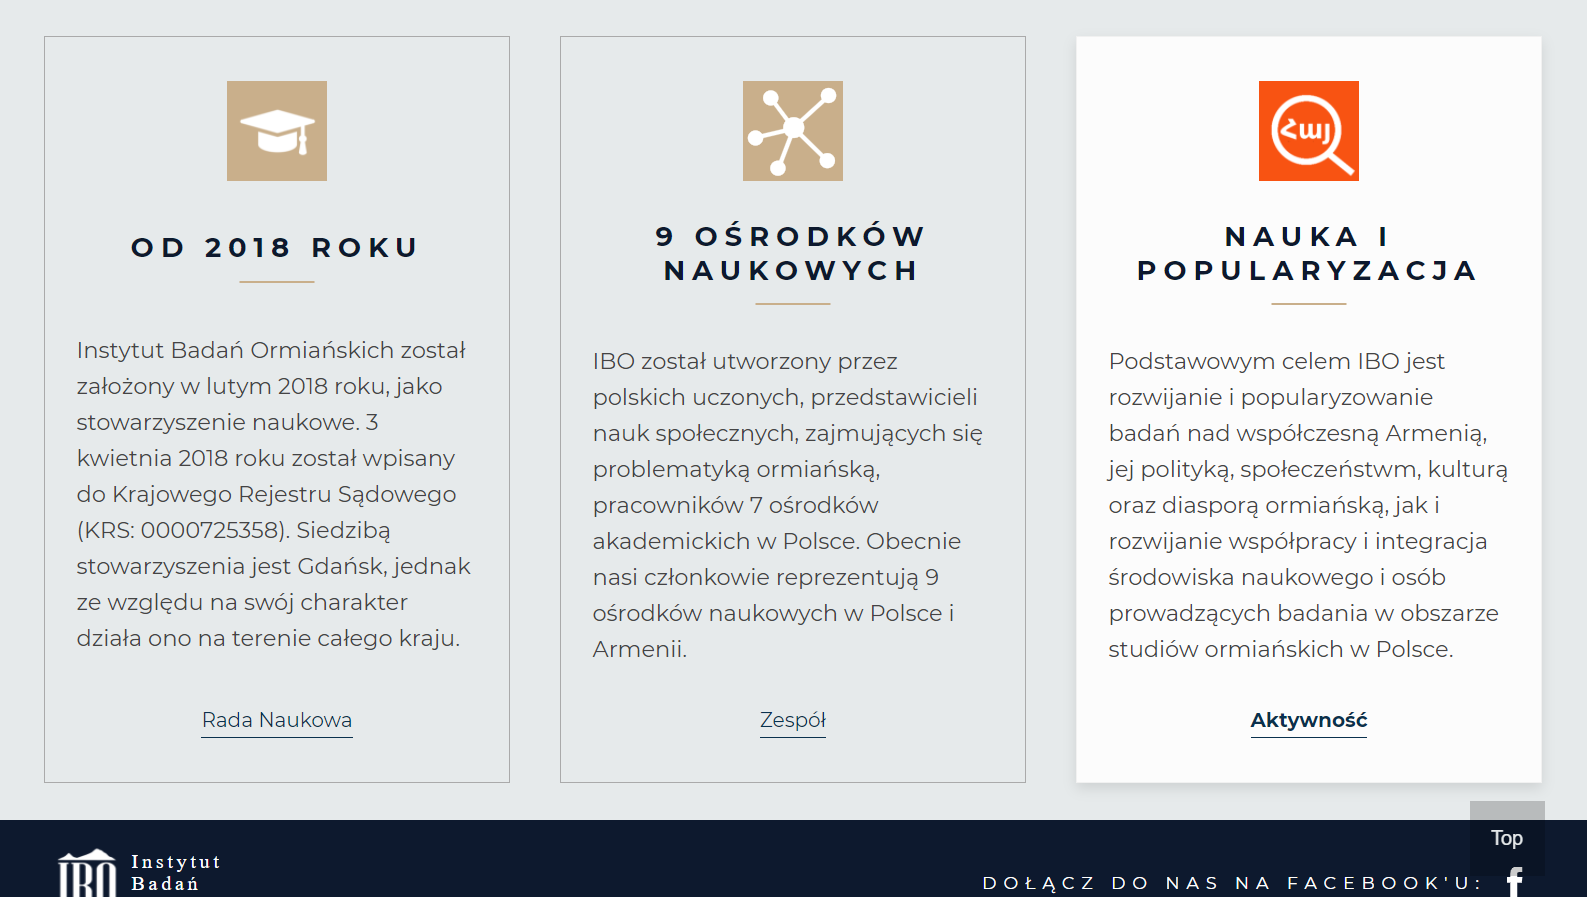 OD 2018 ROKU
Instytut Badań Ormiańskich został
założony w lutym 2018 roku, jako
stowarzyszenie naukowe. 3
kwietnia 2018 roku został wpisany
do Krajowego Rejestru Sądowego
(KRS: 0000725358). Siedzibą
stowarzyszenia jest Gdańsk, jednak
ze względu na swój charakter
działa ono na terenie całego kraju.
Rada Naukowa
9 OŚRODKÓW
NAUKOWYCH
IBO został utworzony przez
polskich uczonych, przedstawicieli
nauk społecznych, zajmujących się
problematyką ormiańską,
pracowników 7 ośrodków
akademickich w Polsce. Obecnie
nasi członkowie reprezentują 9
ośrodków naukowych w Polsce i
Armenii.
Zespół
Հայ
NAUKA I
POPULARYZACJA
Podstawowym celem IBO jest
rozwijanie i popularyzowanie
badań nad współczesną Armenią,
jej polityką, społeczeństwm, kulturą
oraz diasporą ormiańską, jak i
rozwijanie współpracy i integracja
środowiska naukowego i osób
prowadzących badania w obszarze
studiów ormiańskich w Polsce.
Aktywność
Top
IBO
Instytut
Badań
DOŁĄCZ DO NAS NA FACEBOOK'U: